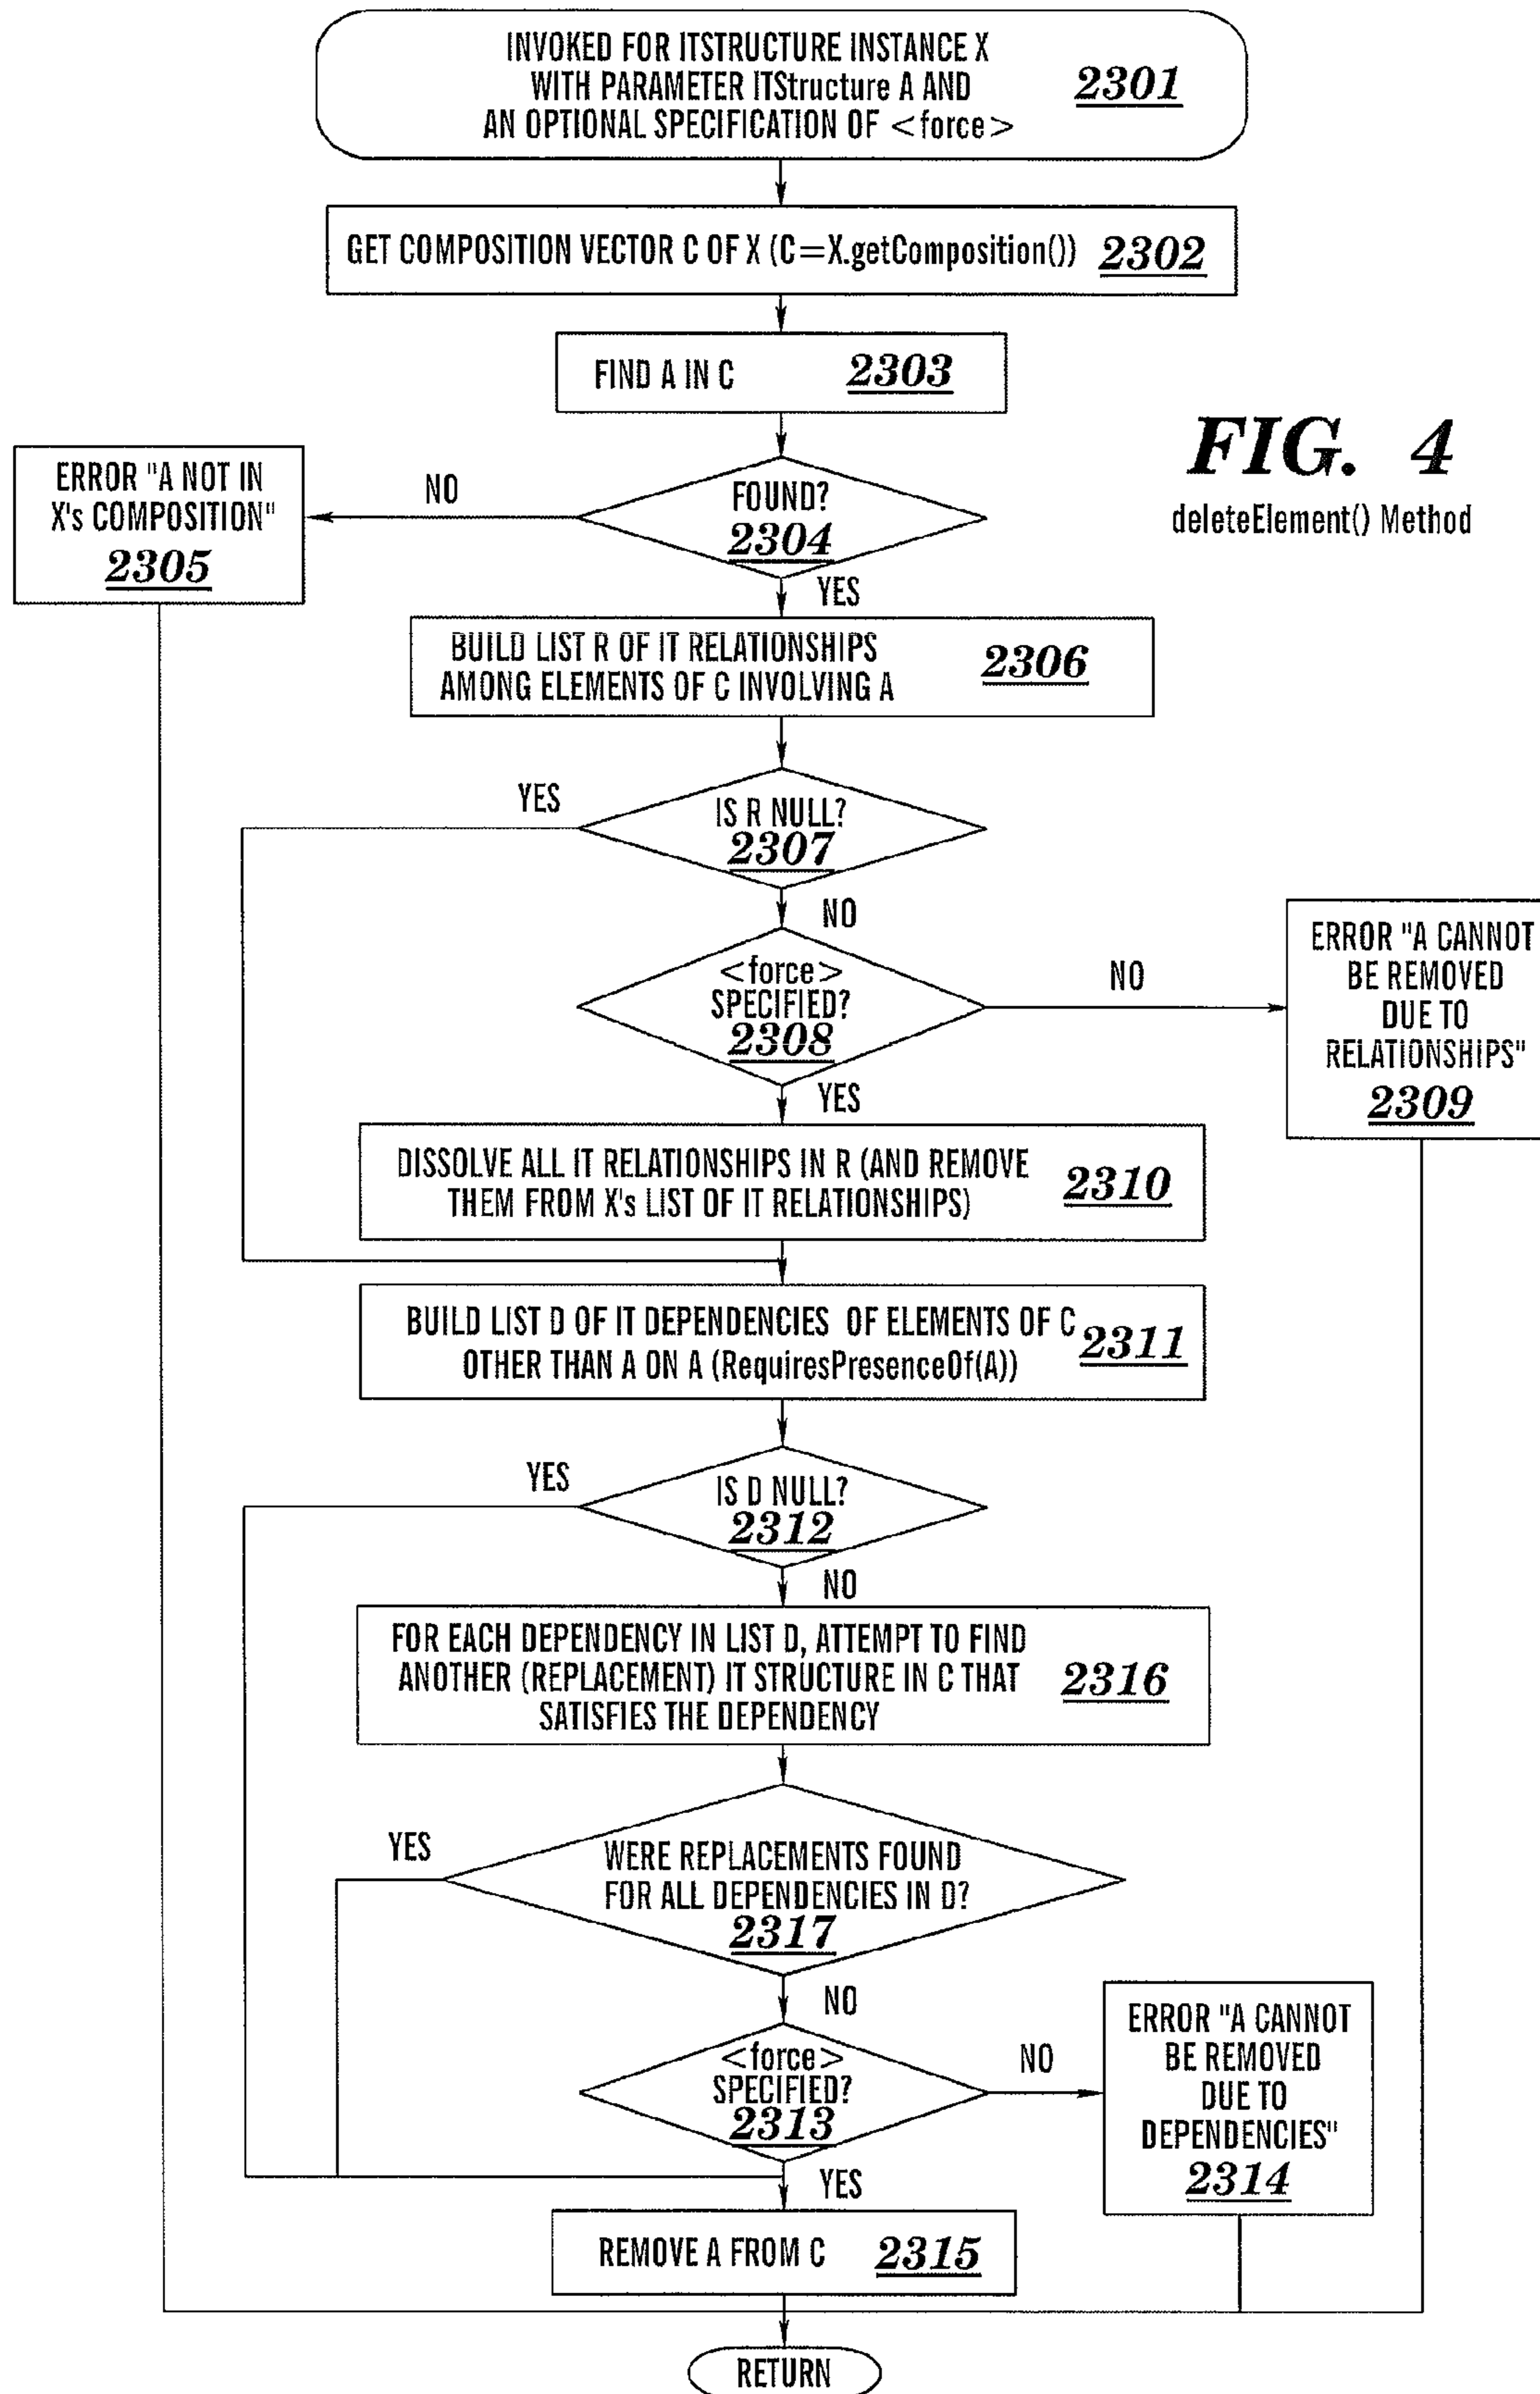 INVOKED FOR ITSTRUCTURE INSTANCE X
WITH PARAMETER ITStructure A AND
AN OPTIONAL SPECIFICATION OF <force>
2301
GET COMPOSITION VECTOR C OF X (C=X.getComposition()) 2302
FIND A IN C 2303
FIG. 4
deleteElement() Method
FOUND?
2304
NO
ERROR "A NOT IN
X's COMPOSITION"
2305
YES
BUILD LIST R OF IT RELATIONSHIPS
AMONG ELEMENTS OF C INVOLVING A
2306
IS R NULL?
2307
YES
NO
<force>
SPECIFIED?
2308
NO
ERROR "A CANNOT
BE REMOVED
DUE TO
RELATIONSHIPS"
2309
YES
DISSOLVE ALL IT RELATIONSHIPS IN R (AND REMOVE
THEM FROM X's LIST OF IT RELATIONSHIPS)
2310
BUILD LIST D OF IT DEPENDENCIES OF ELEMENTS OF C
OTHER THAN A ON A (RequiresPresenceOf(A))
2311
IS D NULL?
2312
YES
NO
FOR EACH DEPENDENCY IN LIST D, ATTEMPT TO FIND
ANOTHER (REPLACEMENT) IT STRUCTURE IN C THAT
SATISFIES THE DEPENDENCY
2316
YES
WERE REPLACEMENTS FOUND
FOR ALL DEPENDENCIES IN D?
2317
NO
<force>
SPECIFIED?
2313
NO
ERROR "A CANNOT
BE REMOVED
DUE TO
DEPENDENCIES"
2314
YES
REMOVE A FROM C 2315
RETURN